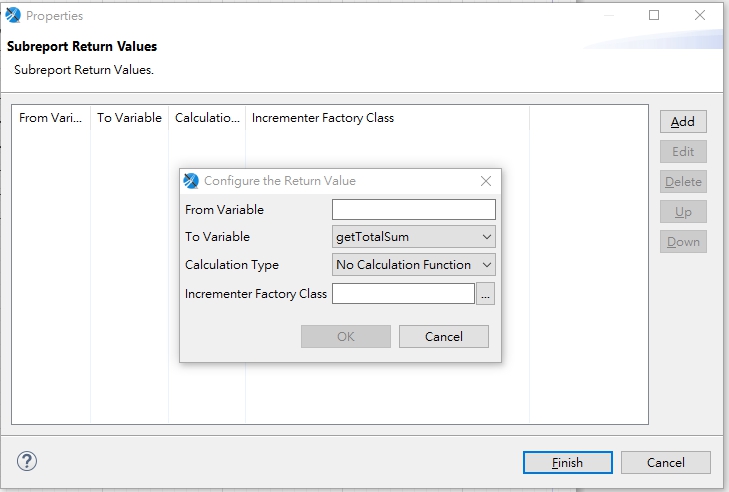 Properties
Subreport Return Values
Subreport Return Values.
From Vari... To Variable Calculatio... Incrementer Factory Class
Add
Edit
Delete
Up
Down
Configure the Return Value
From Variable
To Variable getTotalSum
Calculation Type No Calculation Function
Incrementer Factory Class ...
OK Cancel
? Finish Cancel